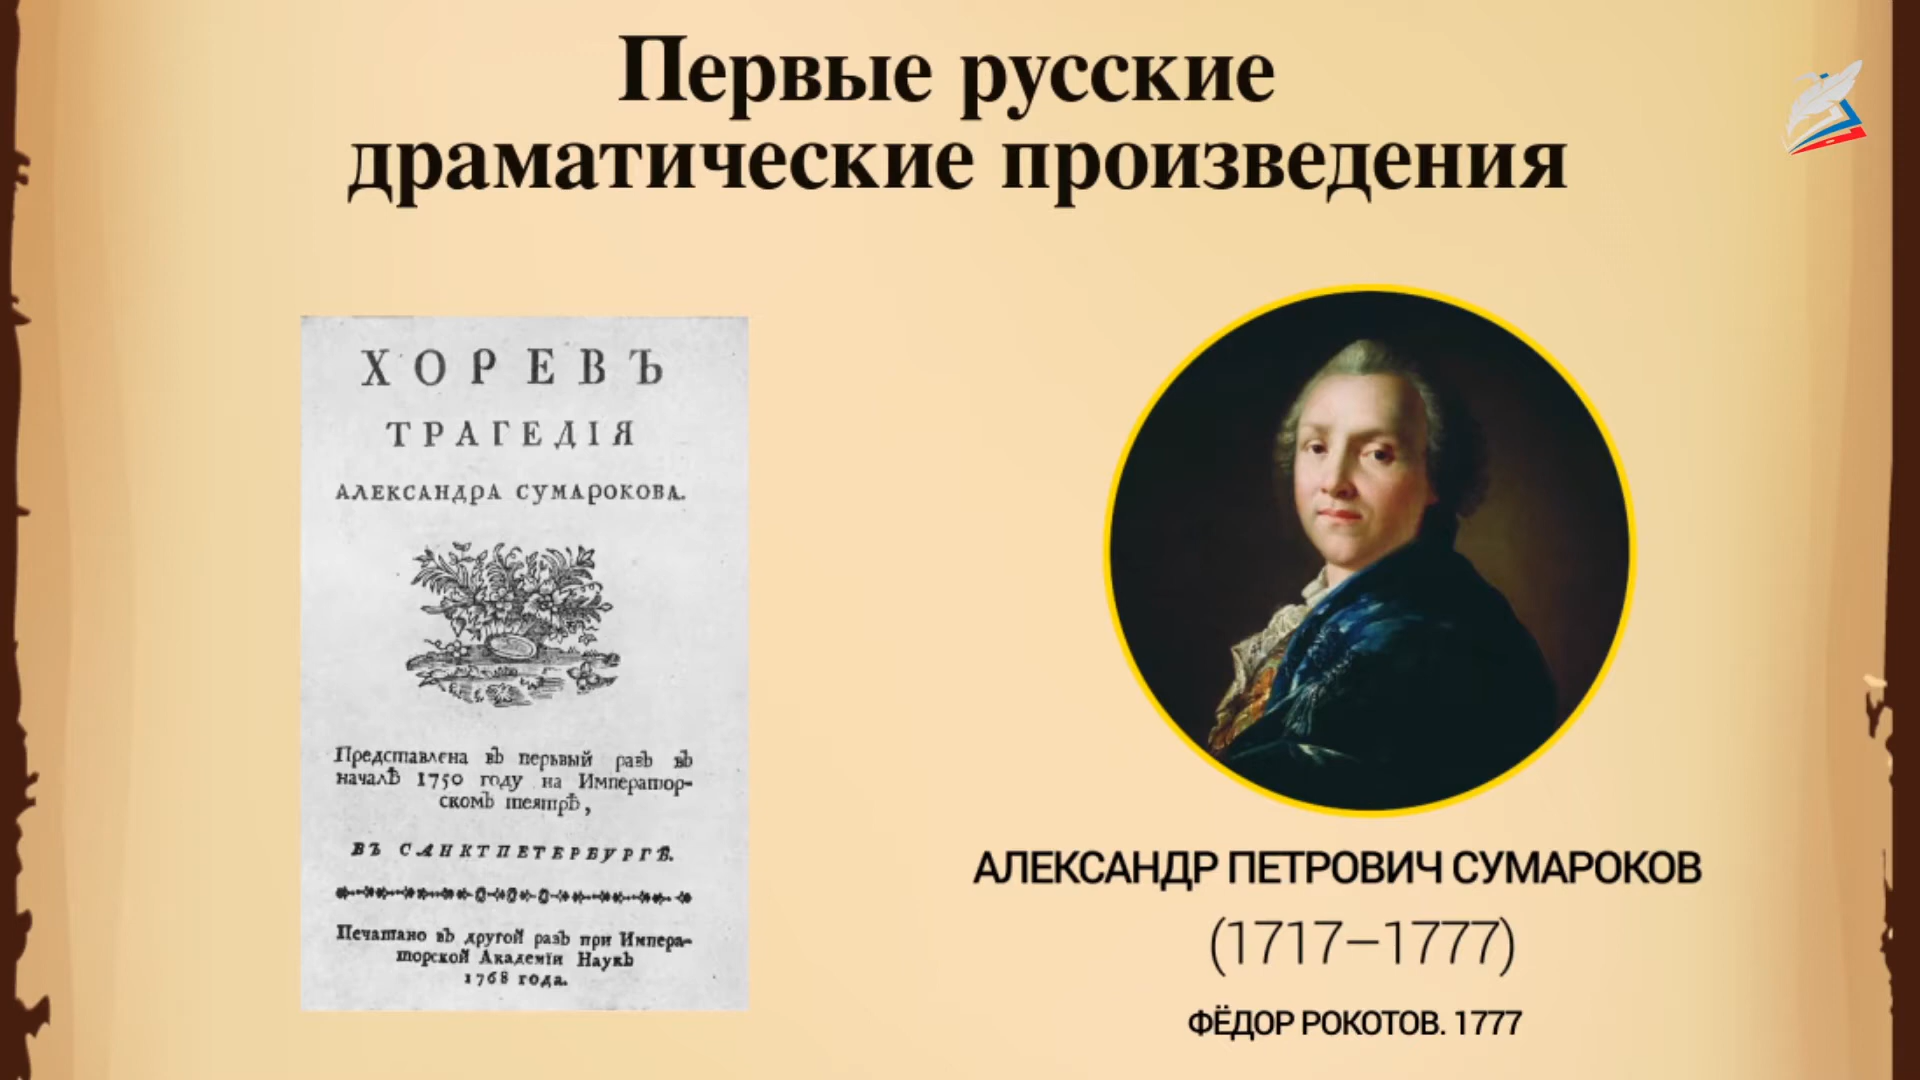 Первые русские
драматические произведения
ХОРЕВЪ
ТРАГЕДІЯ
АЛЕКСАНДРА СУМАРОКОВА.
Представлена въ перьвый разъ въ
началѣ 1750 году на Император-
скомъ театрѣ,
ВЪ САНКТПЕТЕРБУРГѢ.
Печатано въ другой разъ при Импера-
торской Академїи Наукъ
1768 года.
АЛЕКСАНДР ПЕТРОВИЧ СУМАРОКОВ
(1717–1777)
ФЁДОР РОКОТОВ. 1777